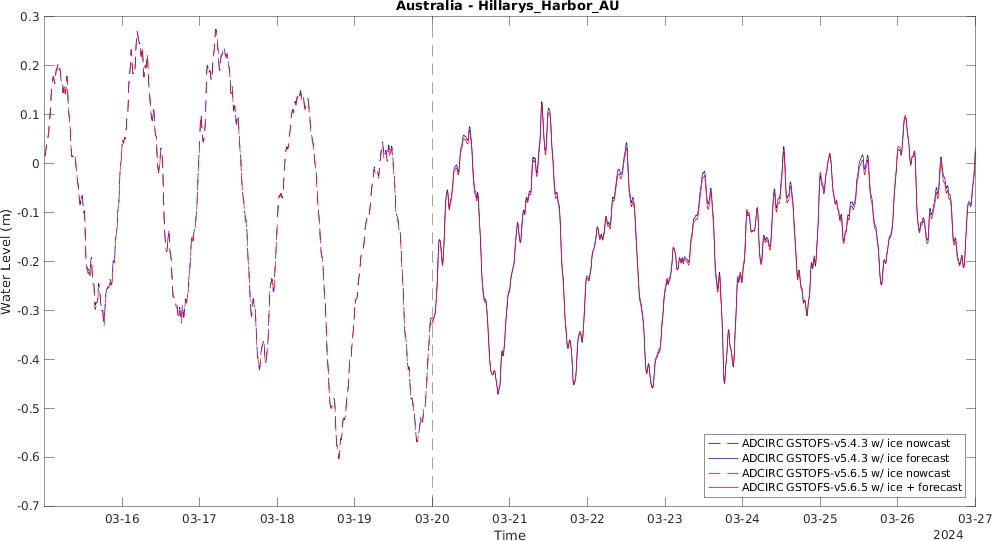 Australia - Hillarys_Harbor_AU
0.3
0.2
0.1
0
-0.1
-0.2
-0.3
-0.4
-0.5
-0.6
-0.7
Water Level (m)
ADCIRC GSTOFS-v5.4.3 w/ ice nowcast
ADCIRC GSTOFS-v5.4.3 w/ ice forecast
ADCIRC GSTOFS-v5.6.5 w/ ice nowcast
ADCIRC GSTOFS-v5.6.5 w/ ice + forecast
03-16 03-17 03-18 03-19 03-20 03-21 03-22 03-23 03-24 03-25 03-26 03-27
Time
2024